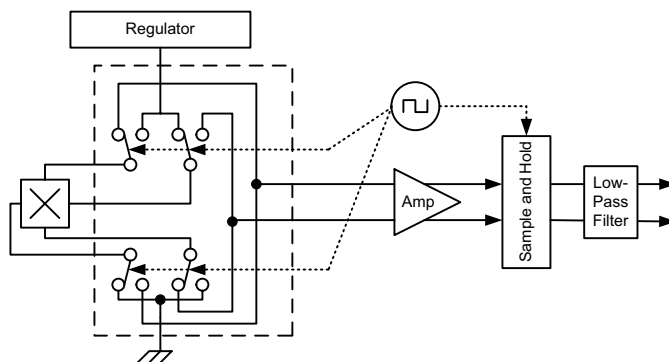 Regulator
Amp
Sample and Hold
Low-
Pass
Filter